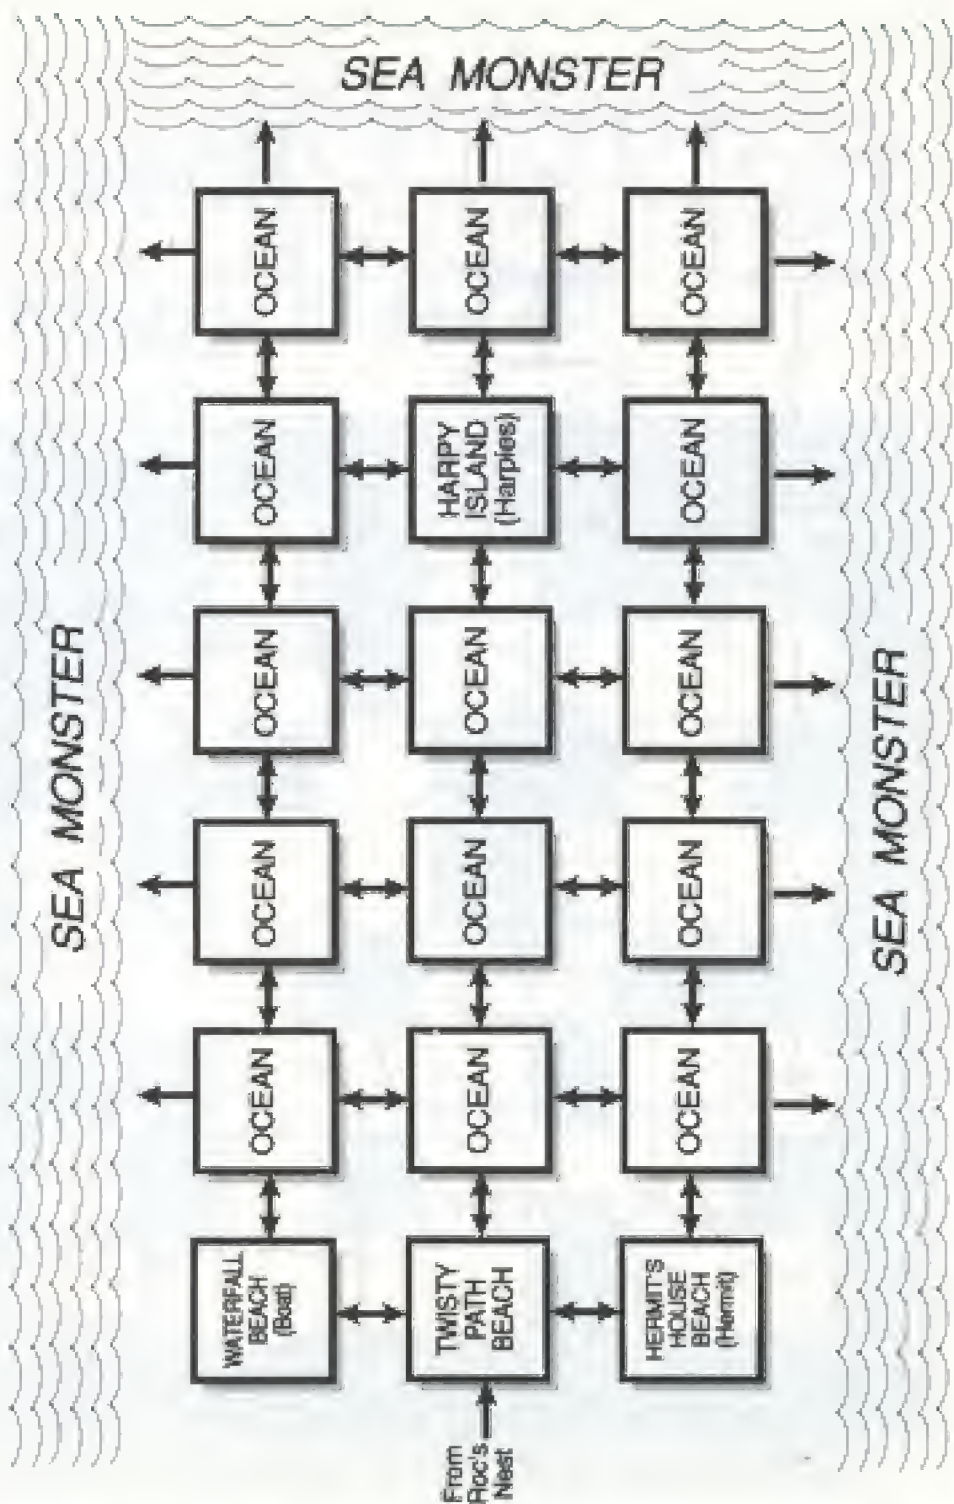 SEA MONSTER
OCEAN
OCEAN
OCEAN
OCEAN
HARPY
ISLAND
(Harpies)
OCEAN
SEA MONSTER
OCEAN
OCEAN
OCEAN
SEA MONSTER
OCEAN
OCEAN
OCEAN
OCEAN
OCEAN
OCEAN
WATERFALL
BEACH
(Boat)
TWISTY
PATH
BEACH
HERMIT'S
HOUSE
BEACH
(Hermit)
From
Roc's
Nest